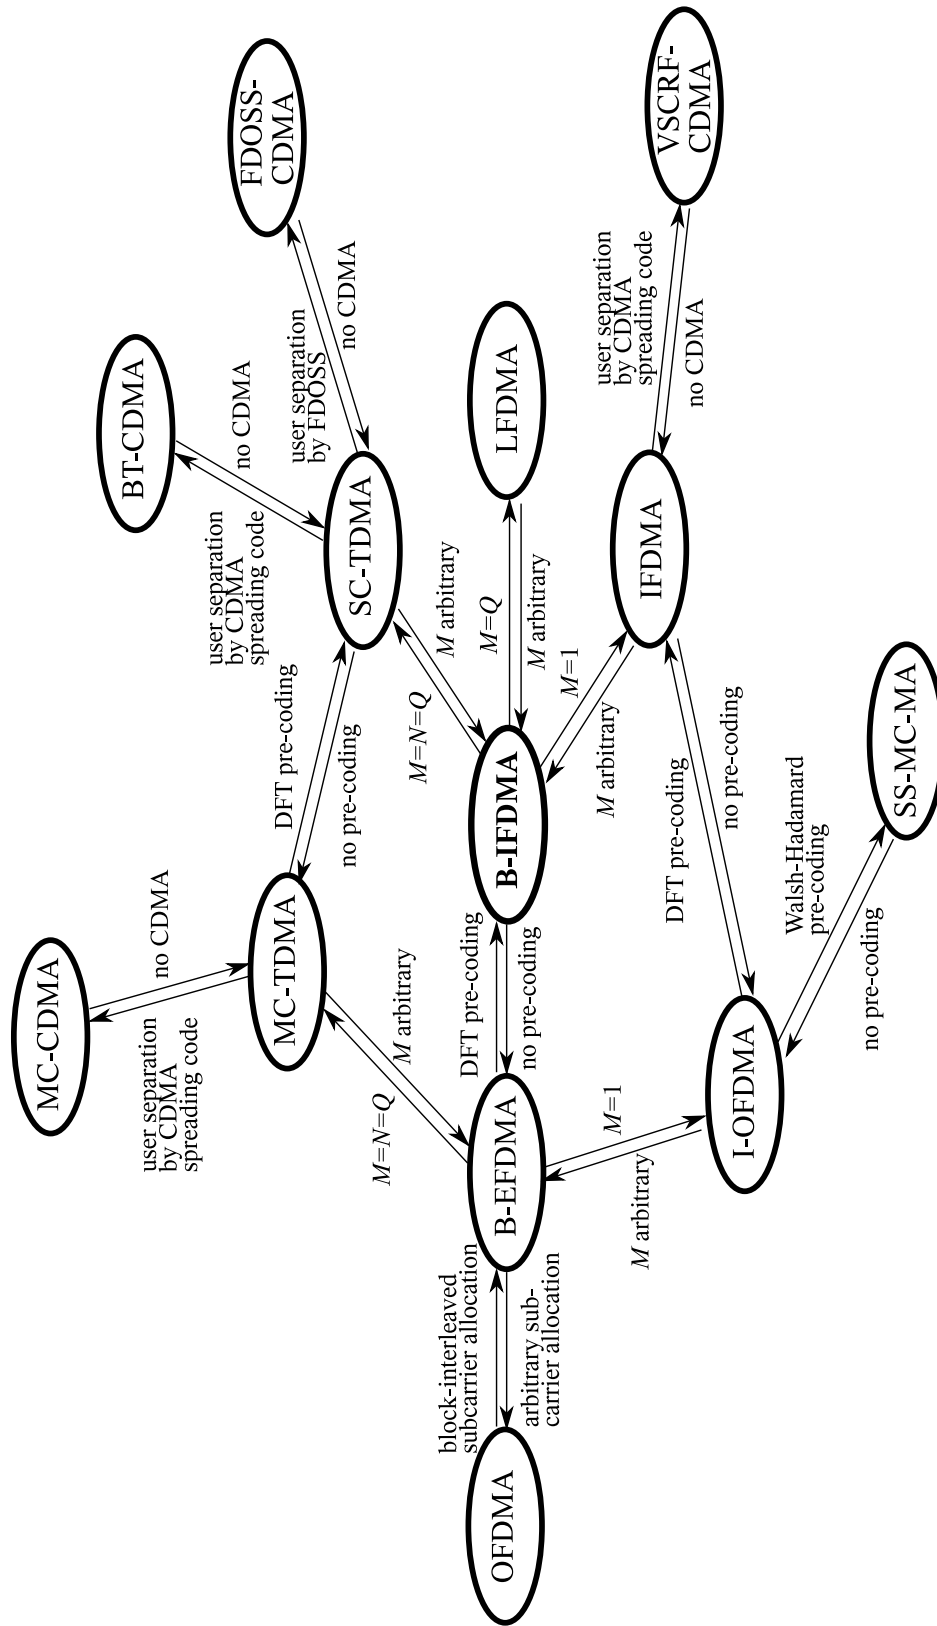 MC-CDMA
BT-CDMA
FDOSS-
CDMA
user separation
by CDMA
spreading code
no CDMA
user separation
by CDMA
spreading code
no CDMA
user separation
by FDOSS
no CDMA
MC-TDMA
DFT pre-coding
no pre-coding
SC-TDMA
M=N=Q
M arbitrary
M=N=Q
M arbitrary
OFDMA
block-interleaved
subcarrier allocation
arbitrary sub-
carrier allocation
B-EFDMA
DFT pre-coding
no pre-coding
B-IFDMA
M=Q
M arbitrary
LFDMA
M arbitrary
M=1
M arbitrary
M=1
I-OFDMA
DFT pre-coding
no pre-coding
IFDMA
user separation
by CDMA
spreading code
no CDMA
VSCRF-
CDMA
Walsh-Hadamard
pre-coding
no pre-coding
SS-MC-MA